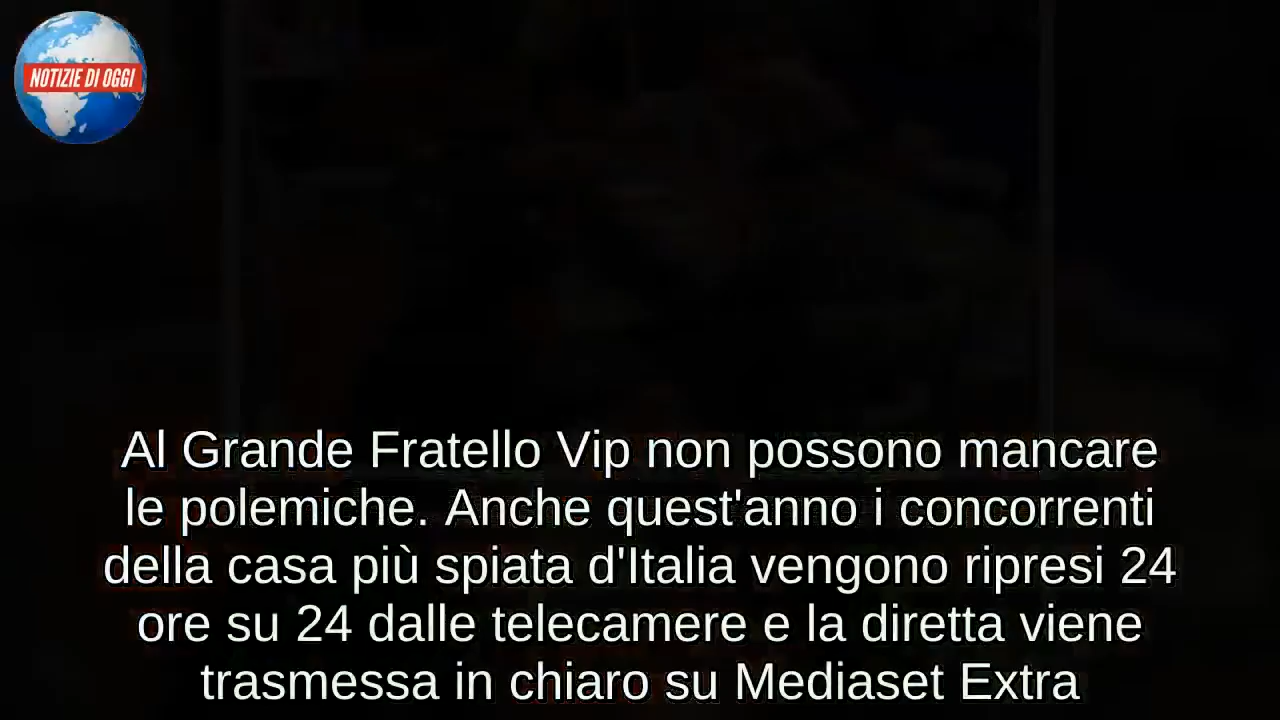 NOTIZIE DI OGGI
Al Grande Fratello Vip non possono mancare
le polemiche. Anche quest'anno i concorrenti
della casa più spiata d'Italia vengono ripresi 24
ore su 24 dalle telecamere e la diretta viene
trasmessa in chiaro su Mediaset Extra